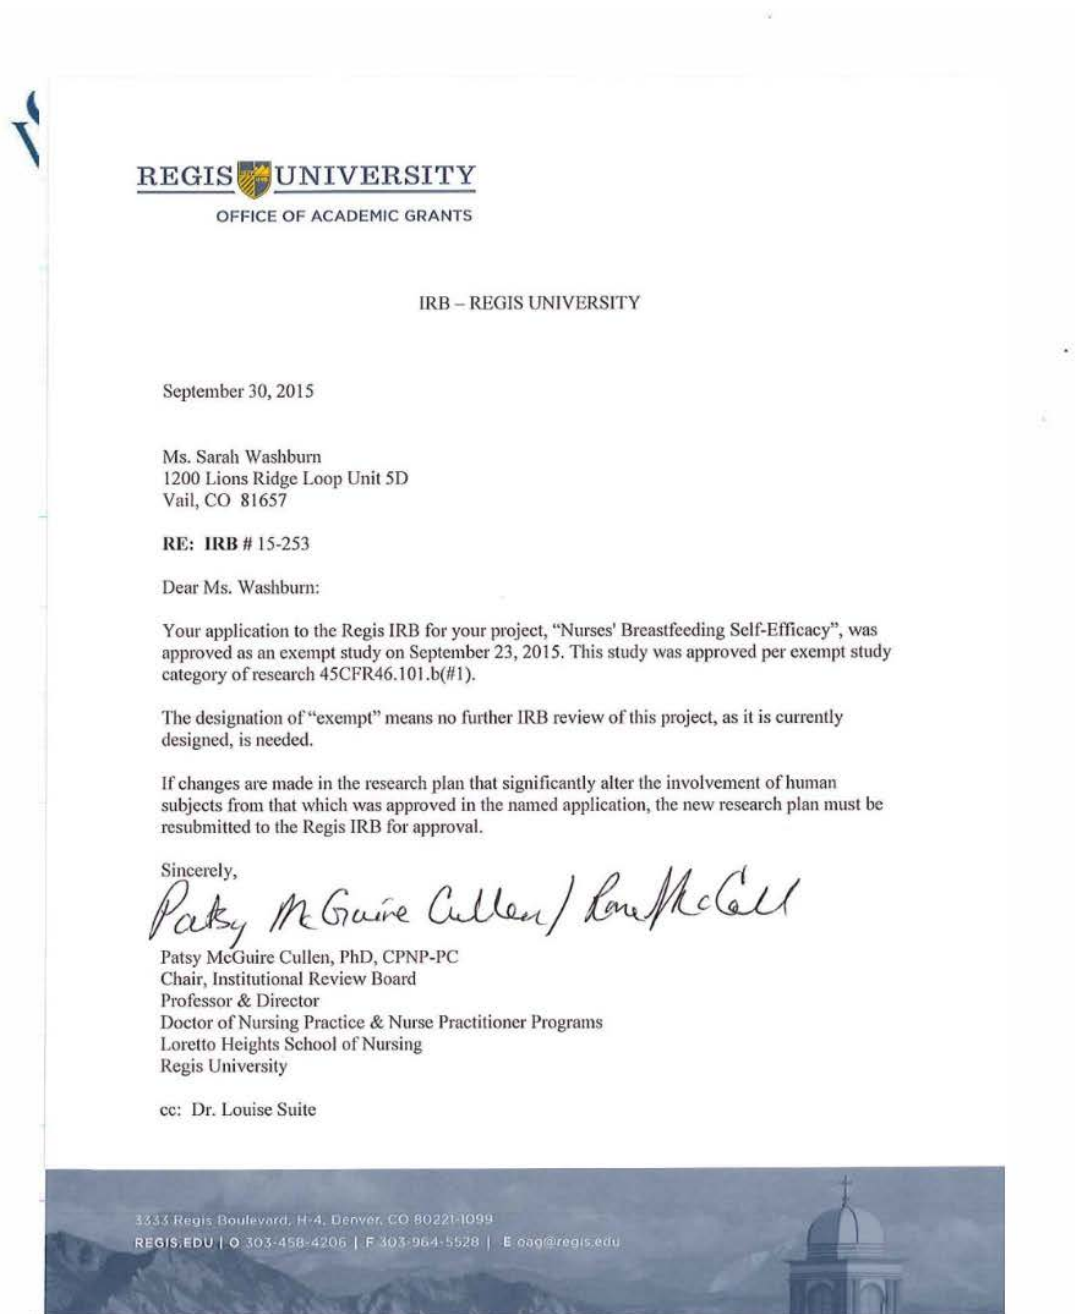 REGIS UNIVERSITY
OFFICE OF ACADEMIC GRANTS
IRB – REGIS UNIVERSITY
September 30, 2015
Ms. Sarah Washburn
1200 Lions Ridge Loop Unit 5D
Vail, CO 81657
RE: IRB # 15-253
Dear Ms. Washburn:
Your application to the Regis IRB for your project, “Nurses' Breastfeeding Self-Efficacy”, was
approved as an exempt study on September 23, 2015. This study was approved per exempt study
category of research 45CFR46.101.b(#1).
The designation of “exempt” means no further IRB review of this project, as it is currently
designed, is needed.
If changes are made in the research plan that significantly alter the involvement of human
subjects from that which was approved in the named application, the new research plan must be
resubmitted to the Regis IRB for approval.
Sincerely,
Patsy McGuire Cullen/ McCall
Patsy McGuire Cullen, PhD, CPNP-PC
Chair, Institutional Review Board
Professor & Director
Doctor of Nursing Practice & Nurse Practitioner Programs
Loretto Heights School of Nursing
Regis University
cc: Dr. Louise Suite
3333 Regis Boulevard, H-4, Denver, CO 80221-1099
REGIS.EDU | O 303-458-4206 | F 303-964-5528 | E oag@regis.edu